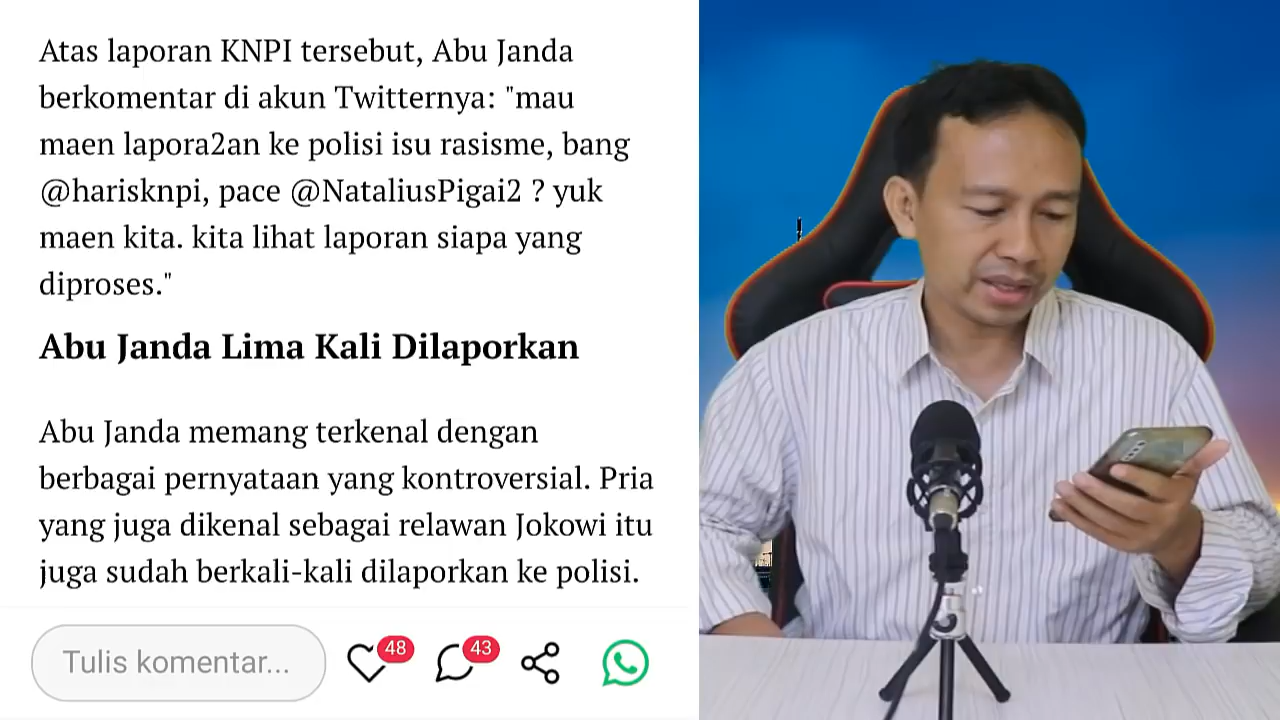 Atas laporan KNPI tersebut, Abu Janda
berkomentar di akun Twitternya: "mau
maen lapora2an ke polisi isu rasisme, bang
@harisknpi, pace @NataliusPigai2 ? yuk
maen kita. kita lihat laporan siapa yang
diproses."
Abu Janda Lima Kali Dilaporkan
Abu Janda memang terkenal dengan
berbagai pernyataan yang kontroversial. Pria
yang juga dikenal sebagai relawan Jokowi itu
juga sudah berkali-kali dilaporkan ke polisi.
Tulis komentar... 48 43